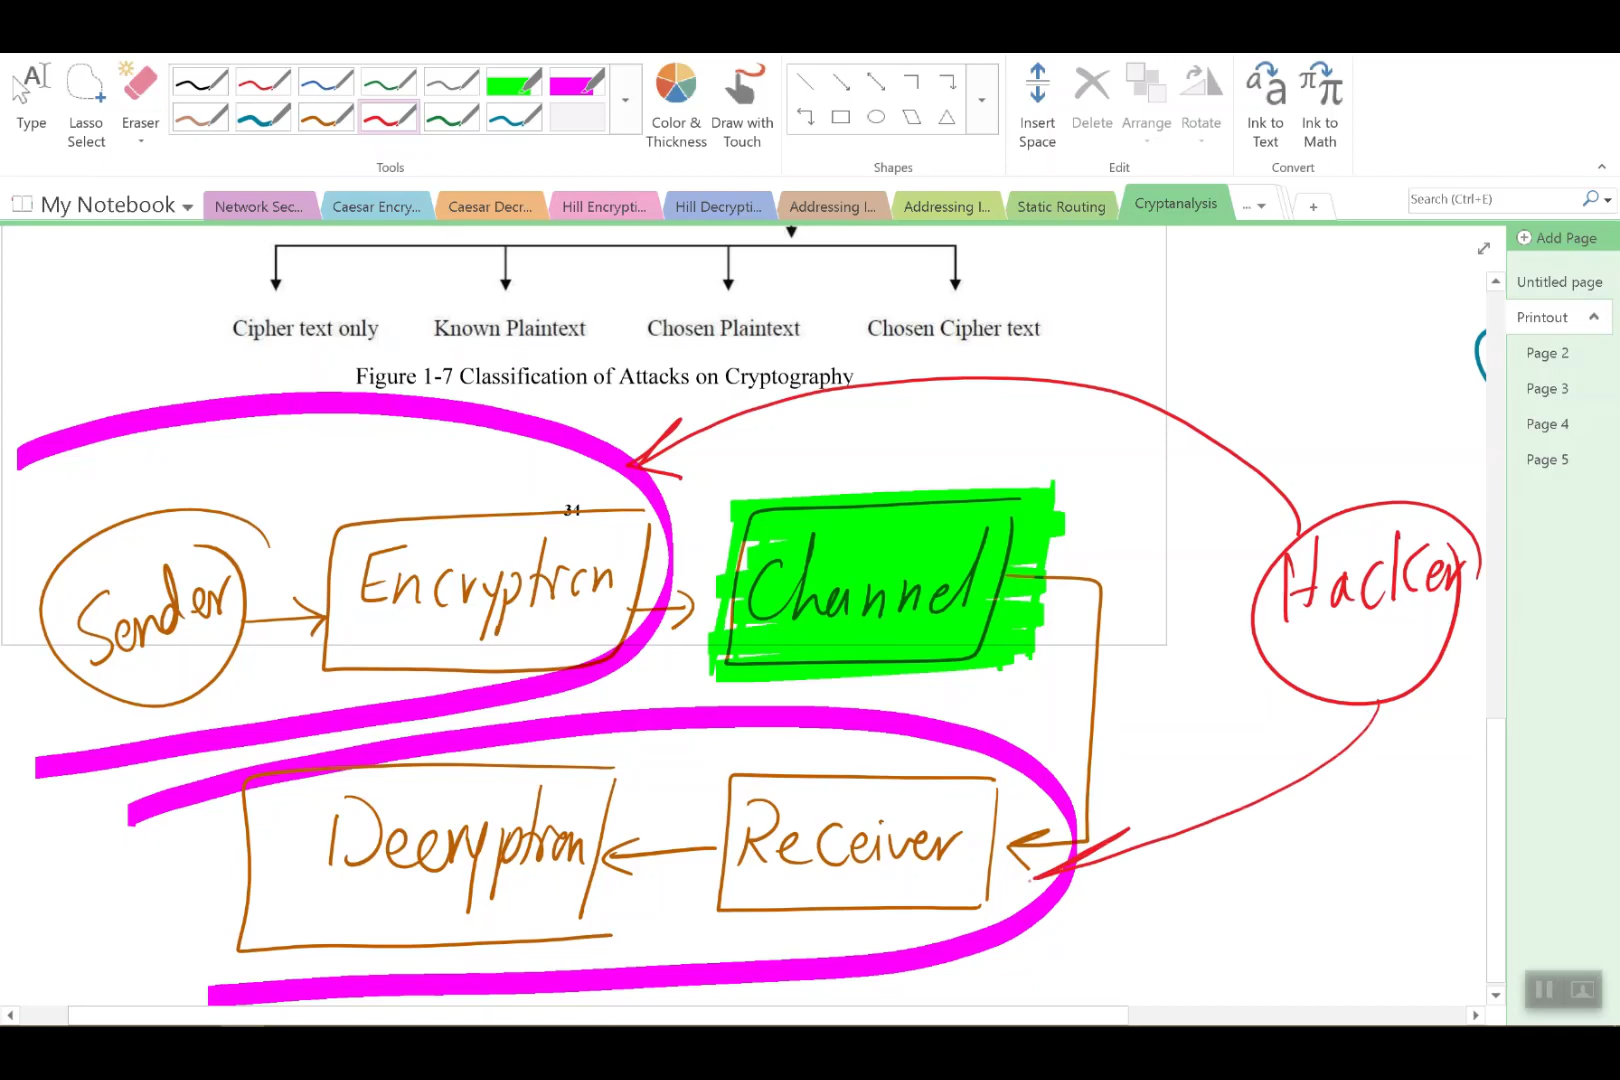 Type
Lasso Select
Eraser
Color & Thickness
Draw with Touch
Insert Space
Delete
Arrange
Rotate
Ink to Text
Ink to Math
Tools
Shapes
Edit
Convert
My Notebook
Network Sec...
Caesar Encry...
Caesar Decr...
Hill Encrypti...
Hill Decrypti...
Addressing I...
Addressing I...
Static Routing
Cryptanalysis
...
Search (Ctrl+E)
Add Page
Untitled page
Printout
Page 2
Page 3
Page 4
Page 5
Cipher text only
Known Plaintext
Chosen Plaintext
Chosen Cipher text
Figure 1-7 Classification of Attacks on Cryptography
34
Sender
Encryption
Channel
Hacker
Decryption
Receiver